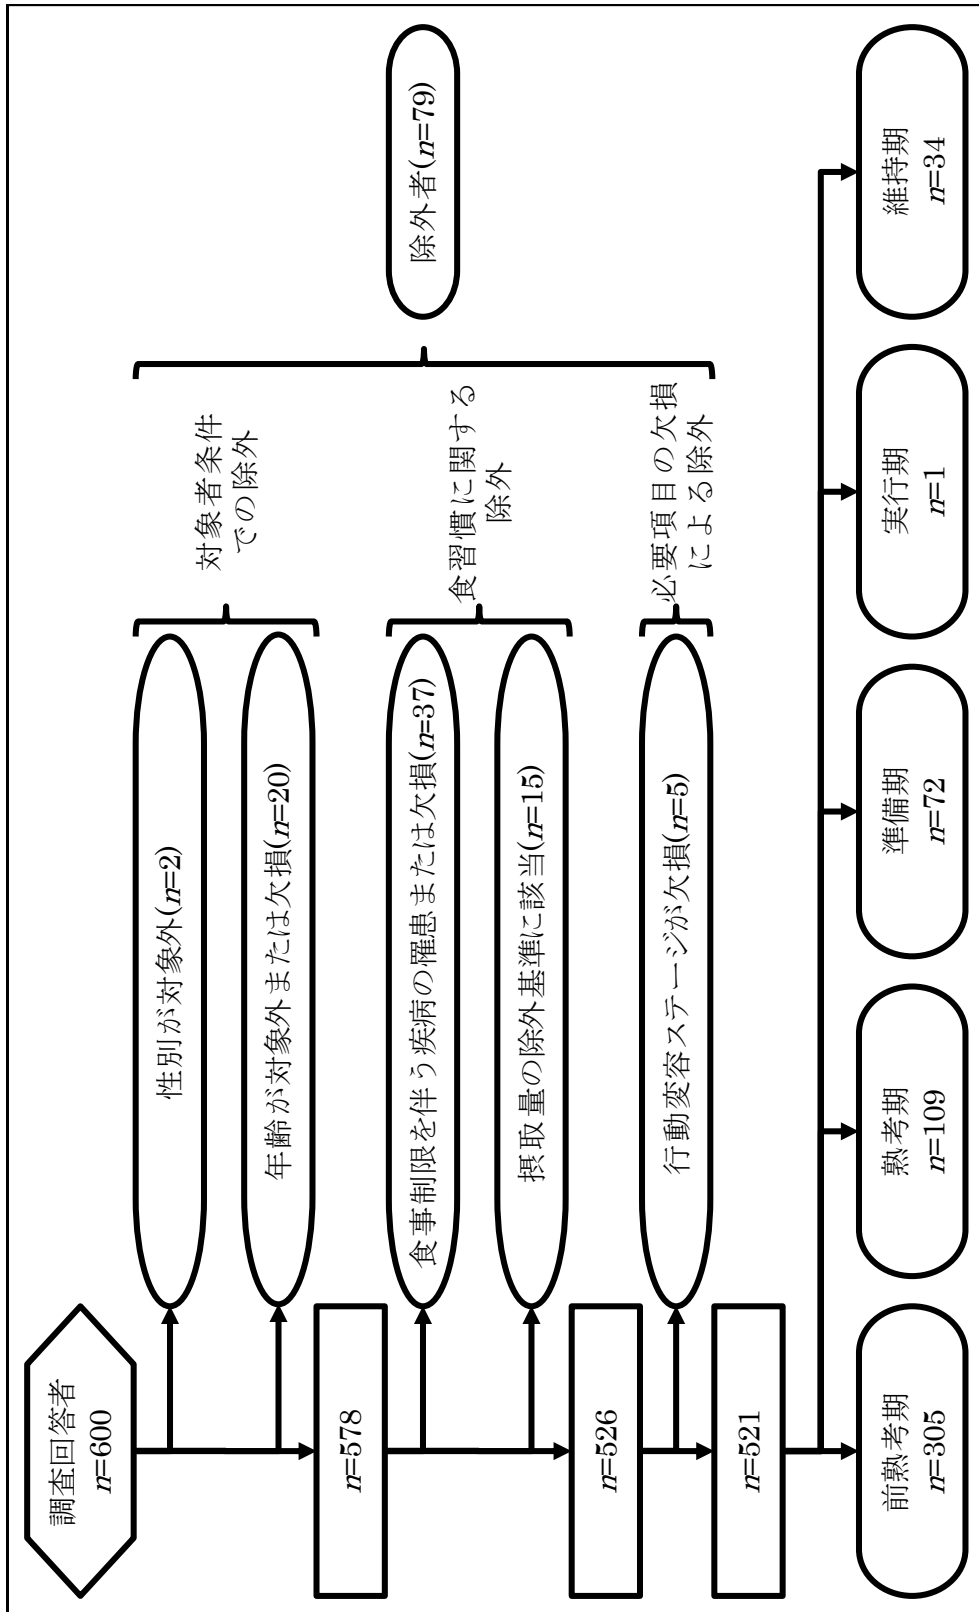 調査回答者
n=600
性別が対象外(n=2)
年齢が対象外または欠損(n=20)
対象者条件
での除外
n=578
食事制限を伴う疾病の罹患または欠損(n=37)
摂取量の除外基準に該当(n=15)
食習慣に関する
除外
n=526
行動変容ステージが欠損(n=5)
必要項目の欠損
による除外
除外者(n=79)
n=521
前熟考期
n=305
熟考期
n=109
準備期
n=72
実行期
n=1
維持期
n=34